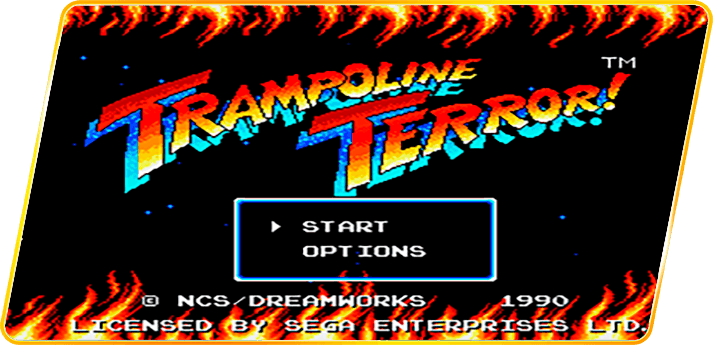 TM
TRAMPOLINE
TERROR!
START
OPTIONS
© NCS/DREAMWORKS 1990
LICENSED BY SEGA ENTERPRISES LTD.